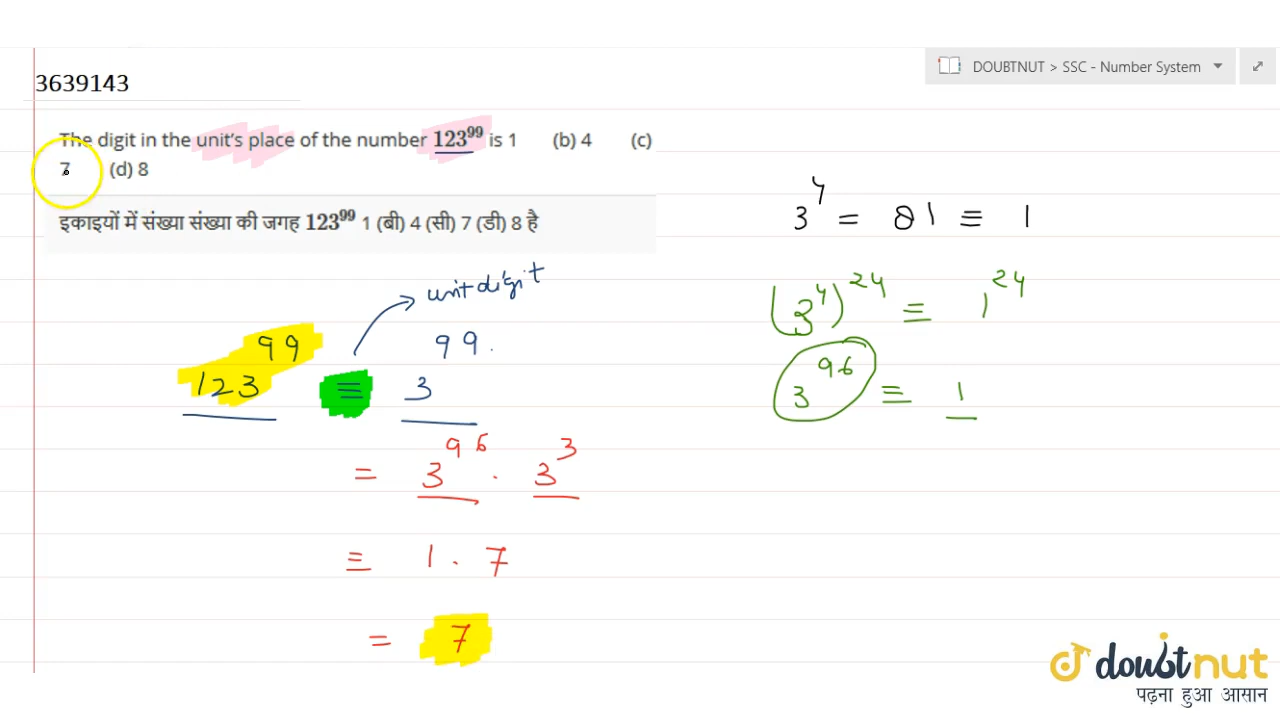 DOUBTNUT > SSC - Number System
3639143
The digit in the unit's place of the number 123^99 is 1 (b) 4 (c)
7 (d) 8
इकाइयों में संख्या संख्या की जगह 123^99 1 (बी) 4 (सी) 7 (डी) 8 है
unit digit
123^99 ≡ 3^99.
= 3^96 . 3^3
≡ 1 . 7
= 7
3^4 = 81 ≡ 1
(3^4)^24 ≡ 1^24
3^96 ≡ 1
doubtnut
पढ़ना हुआ आसान